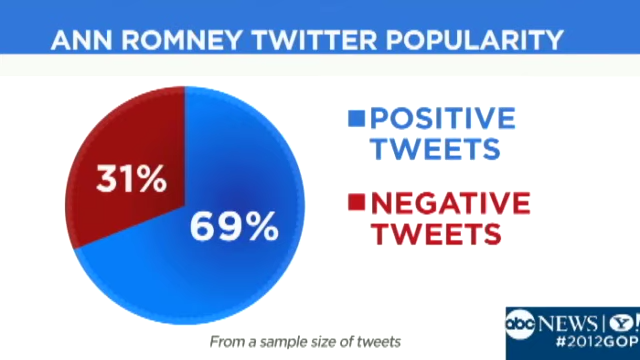 ANN ROMNEY TWITTER POPULARITY
31%
69%
POSITIVE
TWEETS
NEGATIVE
TWEETS
From a sample size of tweets
abc NEWS | Y!
#2012GOP